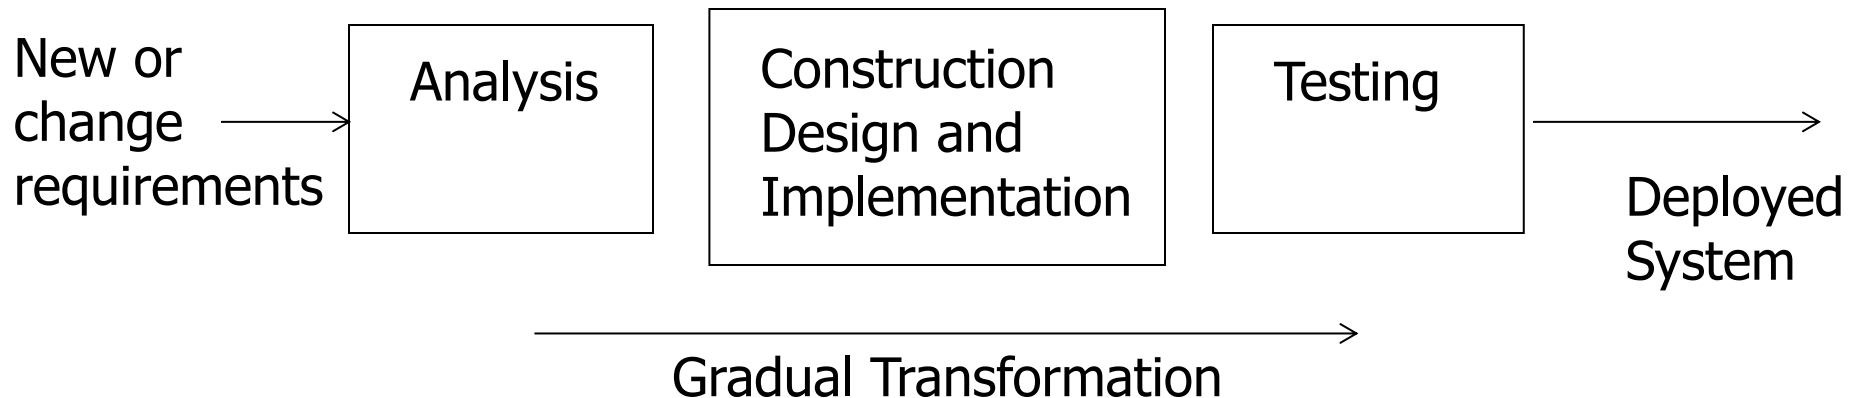 New or
change
requirements
Analysis
Construction
Design and
Implementation
Testing
Deployed
System
Gradual Transformation